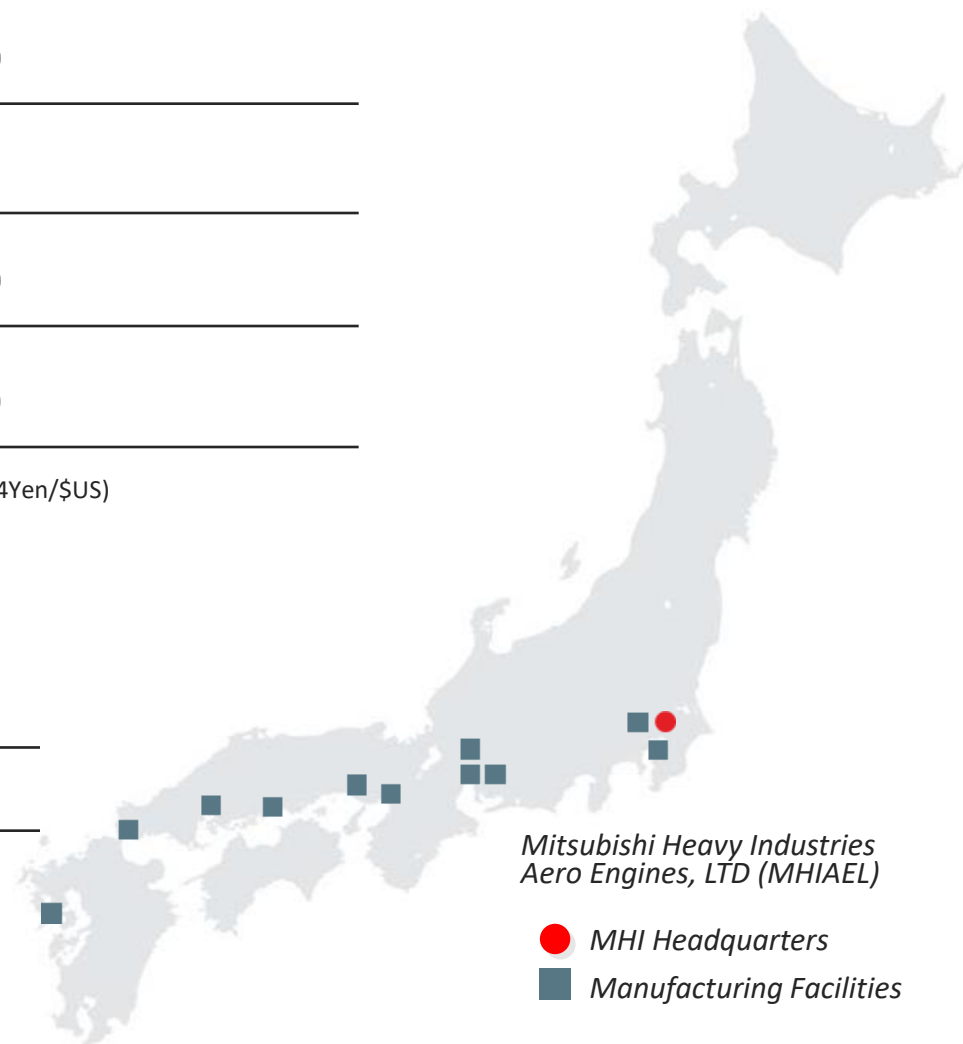 )
)
)
4Yen/$US)
Mitsubishi Heavy Industries
Aero Engines, LTD (MHIAEL)
MHI Headquarters
Manufacturing Facilities